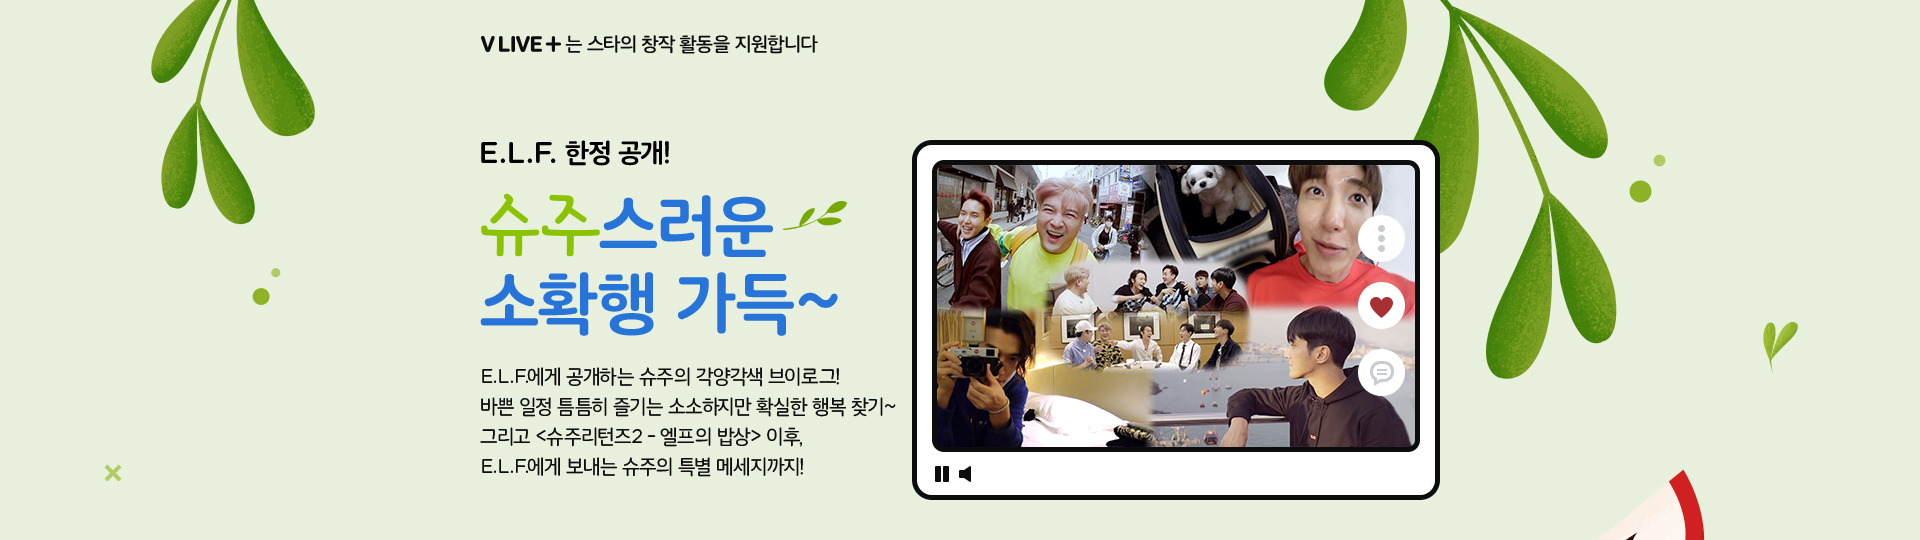 V LIVE+ 는 스타의 창작 활동을 지원합니다
E.L.F. 한정 공개!
슈주스러운
소확행 가득~
E.L.F.에게 공개하는 슈주의 각양각색 브이로그!
바쁜 일정 틈틈히 즐기는 소소하지만 확실한 행복 찾기~
그리고 <슈주리턴즈2 - 엘프의 밥상> 이후,
E.L.F.에게 보내는 슈주의 특별 메세지까지!